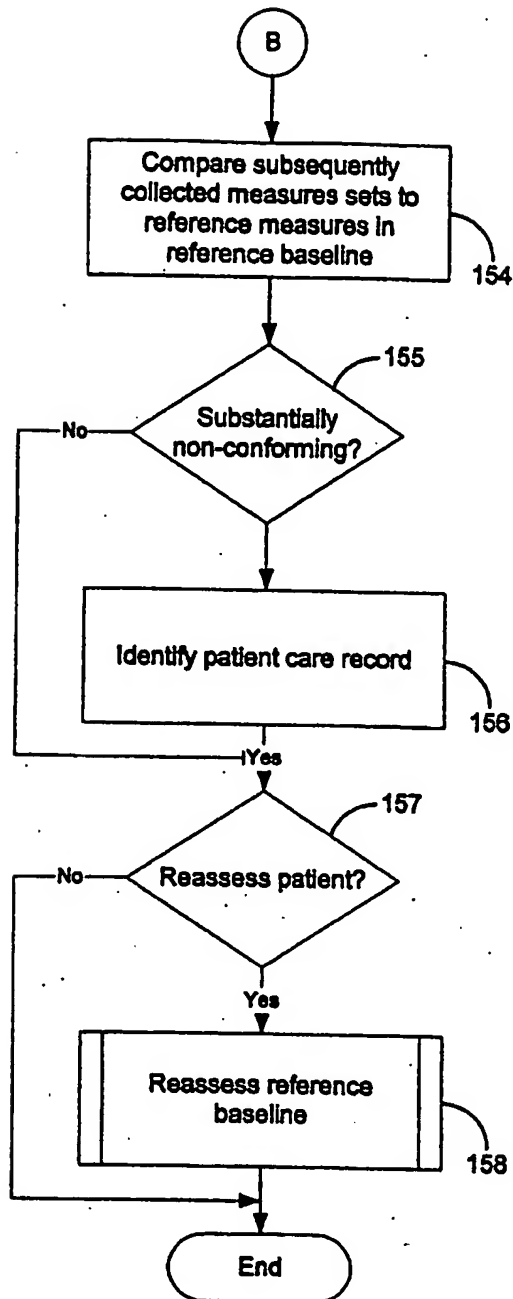 B
Compare subsequently
collected measures sets to
reference measures in
reference baseline
154
155
Substantially
non-conforming?
No
Identify patient care record
156
Yes
157
Reassess patient?
No
Yes
Reassess reference
baseline
158
End